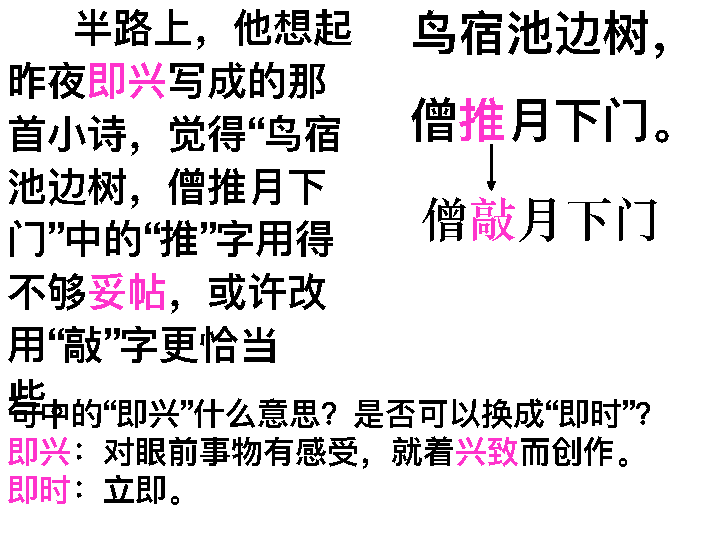 半路上，他想起
昨夜即兴写成的那
首小诗，觉得“鸟宿
池边树，僧推月下
门”中的“推”字用得
不够妥帖，或许改
用“敲”字更恰当
些。
鸟宿池边树，
僧推月下门。
僧敲月下门
句中的“即兴”什么意思？是否可以换成“即时”？
即兴：对眼前事物有感受，就着兴致而创作。
即时：立即。